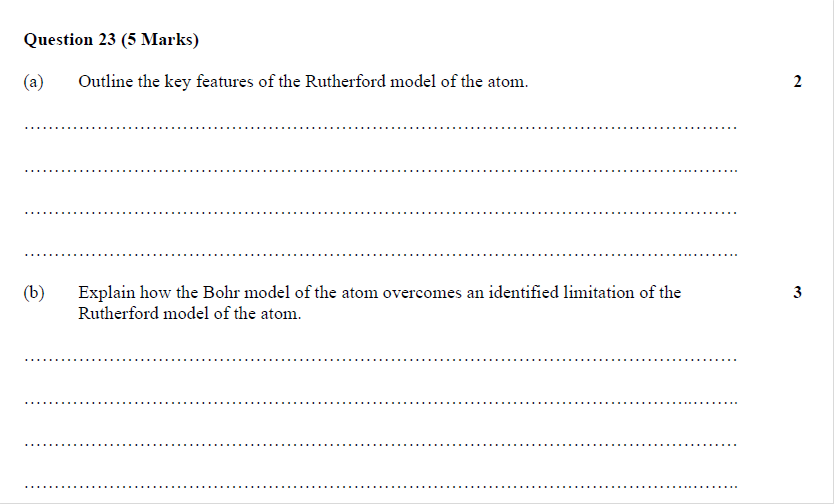 Question 23 (5 Marks)
(a) Outline the key features of the Rutherford model of the atom. 2
(b) Explain how the Bohr model of the atom overcomes an identified limitation of the 3
Rutherford model of the atom.